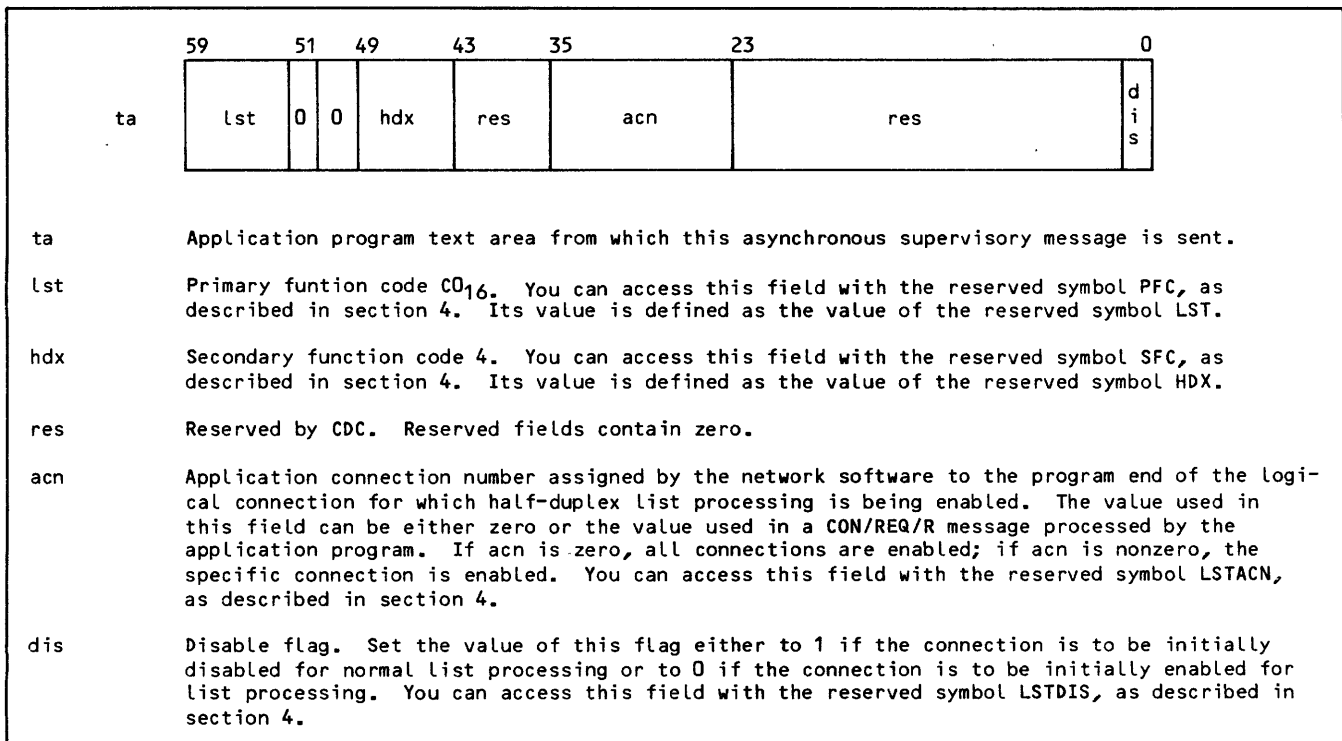 59 51 49 43 35 23 0
ta lst 0 0 hdx res acn res dis
ta Application program text area from which this asynchronous supervisory message is sent.
lst Primary funtion code C0₁₆. You can access this field with the reserved symbol PFC, as
described in section 4. Its value is defined as the value of the reserved symbol LST.
hdx Secondary function code 4. You can access this field with the reserved symbol SFC, as
described in section 4. Its value is defined as the value of the reserved symbol HDX.
res Reserved by CDC. Reserved fields contain zero.
acn Application connection number assigned by the network software to the program end of the logi-
cal connection for which half-duplex list processing is being enabled. The value used in
this field can be either zero or the value used in a CON/REQ/R message processed by the
application program. If acn is zero, all connections are enabled; if acn is nonzero, the
specific connection is enabled. You can access this field with the reserved symbol LSTACN,
as described in section 4.
dis Disable flag. Set the value of this flag either to 1 if the connection is to be initially
disabled for normal list processing or to 0 if the connection is to be initially enabled for
list processing. You can access this field with the reserved symbol LSTDIS, as described in
section 4.